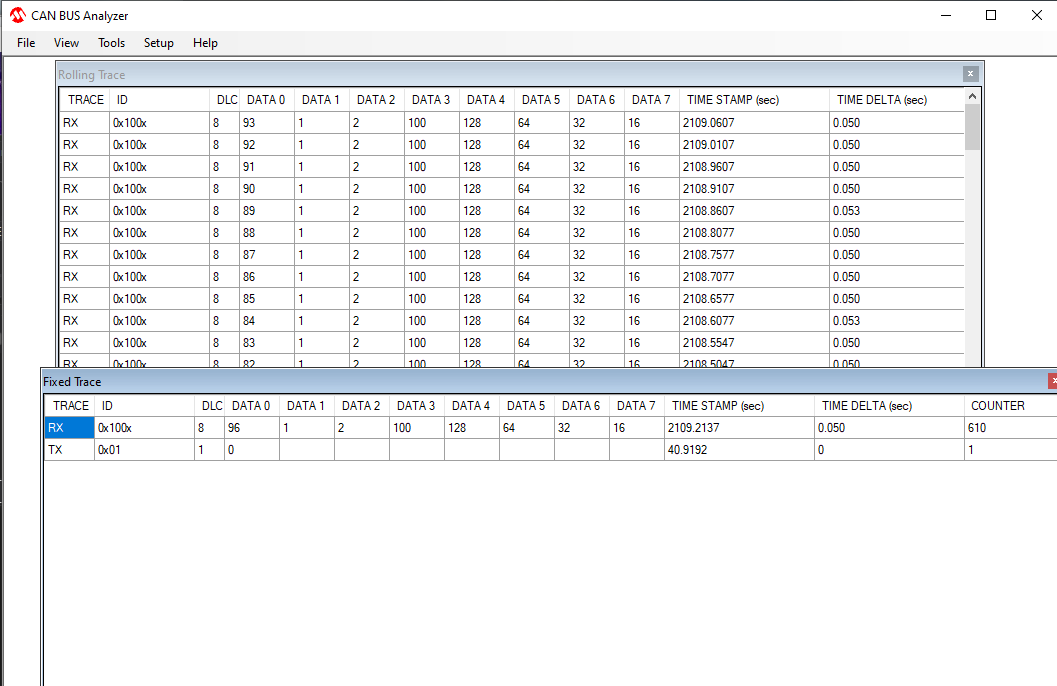 CAN BUS Analyzer
File View Tools Setup Help
Rolling Trace
TRACE ID DLC DATA 0 DATA 1 DATA 2 DATA 3 DATA 4 DATA 5 DATA 6 DATA 7 TIME STAMP (sec) TIME DELTA (sec)
RX 0x100x 8 93 1 2 100 128 64 32 16 2109.0607 0.050
RX 0x100x 8 92 1 2 100 128 64 32 16 2109.0107 0.050
RX 0x100x 8 91 1 2 100 128 64 32 16 2108.9607 0.050
RX 0x100x 8 90 1 2 100 128 64 32 16 2108.9107 0.050
RX 0x100x 8 89 1 2 100 128 64 32 16 2108.8607 0.053
RX 0x100x 8 88 1 2 100 128 64 32 16 2108.8077 0.050
RX 0x100x 8 87 1 2 100 128 64 32 16 2108.7577 0.050
RX 0x100x 8 86 1 2 100 128 64 32 16 2108.7077 0.050
RX 0x100x 8 85 1 2 100 128 64 32 16 2108.6577 0.050
RX 0x100x 8 84 1 2 100 128 64 32 16 2108.6077 0.053
RX 0x100x 8 83 1 2 100 128 64 32 16 2108.5547 0.050
RX 0x100x 8 82 1 2 100 128 64 32 16 2108.5047 0.050
Fixed Trace
TRACE ID DLC DATA 0 DATA 1 DATA 2 DATA 3 DATA 4 DATA 5 DATA 6 DATA 7 TIME STAMP (sec) TIME DELTA (sec) COUNTER
RX 0x100x 8 96 1 2 100 128 64 32 16 2109.2137 0.050 610
TX 0x01 1 0 40.9192 0 1